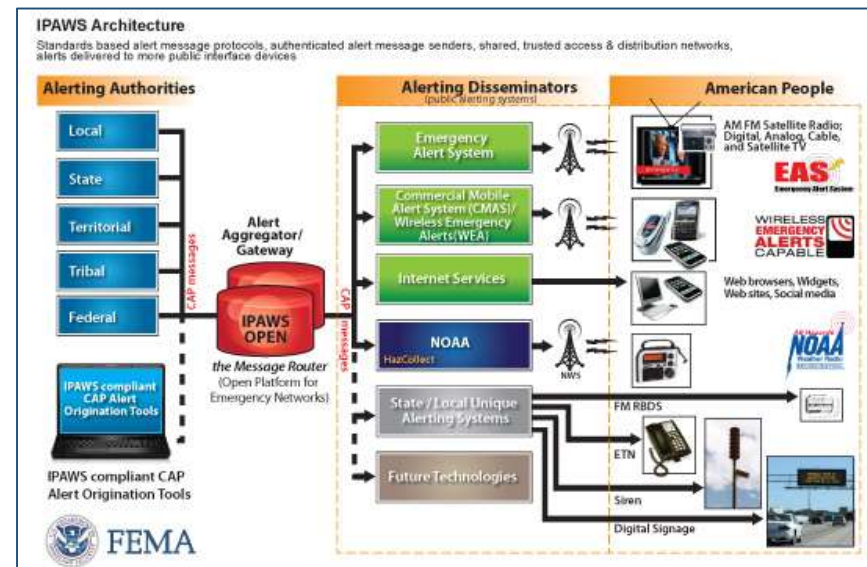 IPAWS Architecture
Standards based alert message protocols, authenticated alert message senders, shared, trusted access & distribution networks,
alerts delivered to more public interface devices
Alerting Authorities
Local
State
Territorial
Tribal
Federal
IPAWS compliant
CAP Alert
Origination Tools
IPAWS compliant CAP
Alert Origination Tools
FEMA
CAP messages
Alert
Aggregator/
Gateway
IPAWS
OPEN
the Message Router
(Open Platform for
Emergency Networks)
CAP messages
Alerting Disseminators
(public alerting systems)
Emergency
Alert System
Commercial Mobile
Alert System (CMAS)/
Wireless Emergency
Alerts(WEA)
Internet Services
NOAA
HazCollect
NWS
State / Local Unique
Alerting Systems
Future Technologies
American People
AM FM Satellite Radio;
Digital, Analog, Cable,
and Satellite TV
EAS
Emergency Alert System
WIRELESS
EMERGENCY
ALERTS
CAPABLE
Web browsers, Widgets,
Web sites, Social media
NOAA
Weather Radio
FM RBDS
ETN
Siren
Digital Signage